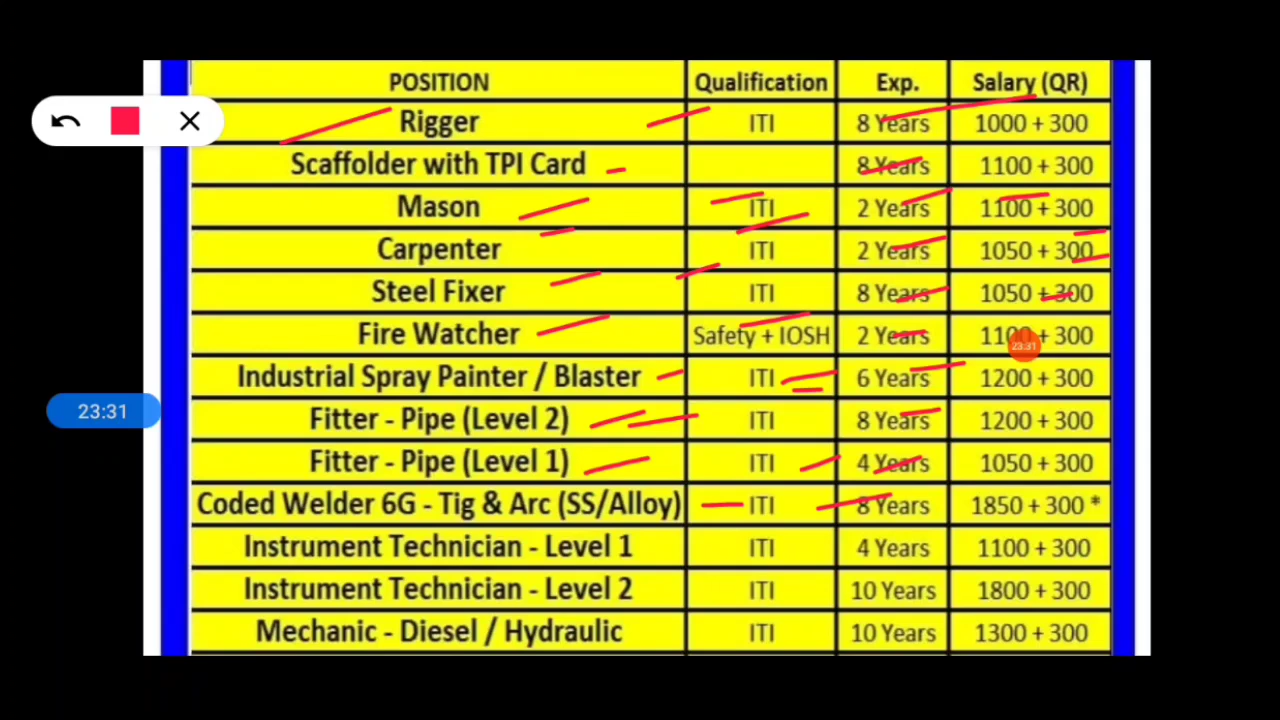 POSITION Qualification Exp. Salary (QR)
Rigger ITI 8 Years 1000 + 300
Scaffolder with TPI Card 8 Years 1100 + 300
Mason ITI 2 Years 1100 + 300
Carpenter ITI 2 Years 1050 + 300
Steel Fixer ITI 8 Years 1050 + 300
Fire Watcher Safety + IOSH 2 Years 1100 + 300
23:31
Industrial Spray Painter / Blaster ITI 6 Years 1200 + 300
23:31
Fitter - Pipe (Level 2) ITI 8 Years 1200 + 300
Fitter - Pipe (Level 1) ITI 4 Years 1050 + 300
Coded Welder 6G - Tig & Arc (SS/Alloy) ITI 8 Years 1850 + 300 *
Instrument Technician - Level 1 ITI 4 Years 1100 + 300
Instrument Technician - Level 2 ITI 10 Years 1800 + 300
Mechanic - Diesel / Hydraulic ITI 10 Years 1300 + 300